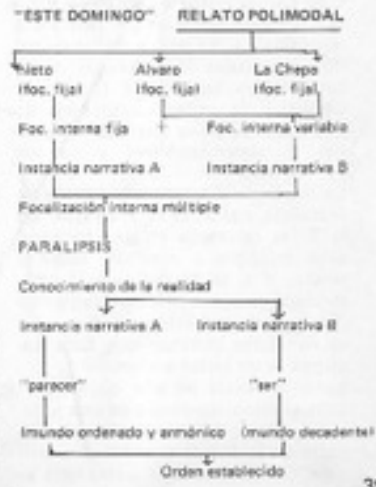 "ESTE DOMINGO" RELATO POLIMODAL
Nieto Alvaro La Chepa
(foc. fija) (foc. fija) (foc. fija)
Foc. interna fija + Foc. interna variable
Instancia narrativa A Instancia narrativa B
Focalización interna múltiple
PARALIPSIS
Conocimiento de la realidad
Instancia narrativa A Instancia narrativa B
"parecer" "ser"
(mundo ordenado y armónico (mundo decadente)
Orden establecido